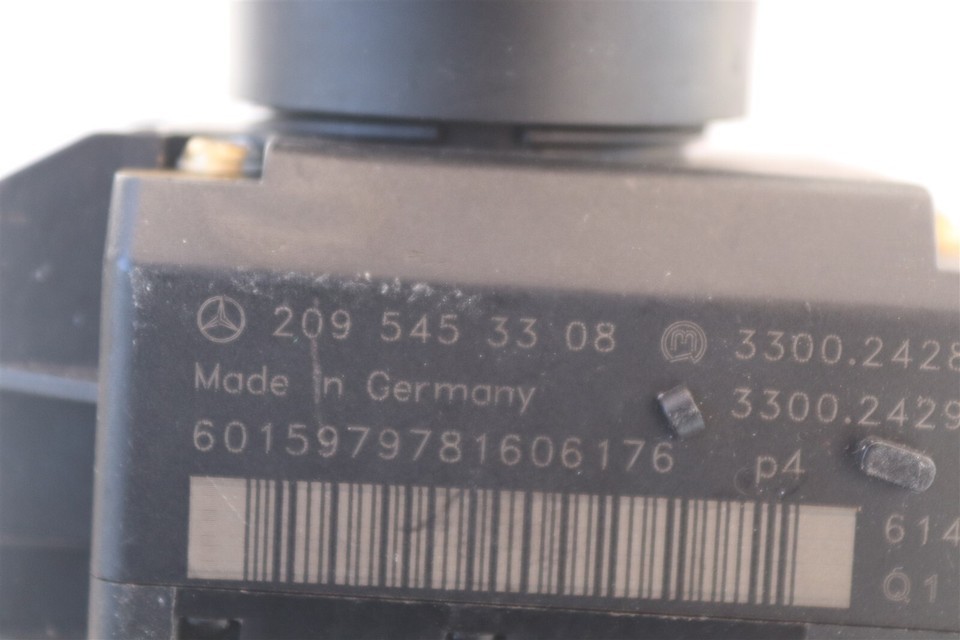 209 545 33 08 3300.2428
Made in Germany 3300.2429
6015979781606176 p4
614
Q1